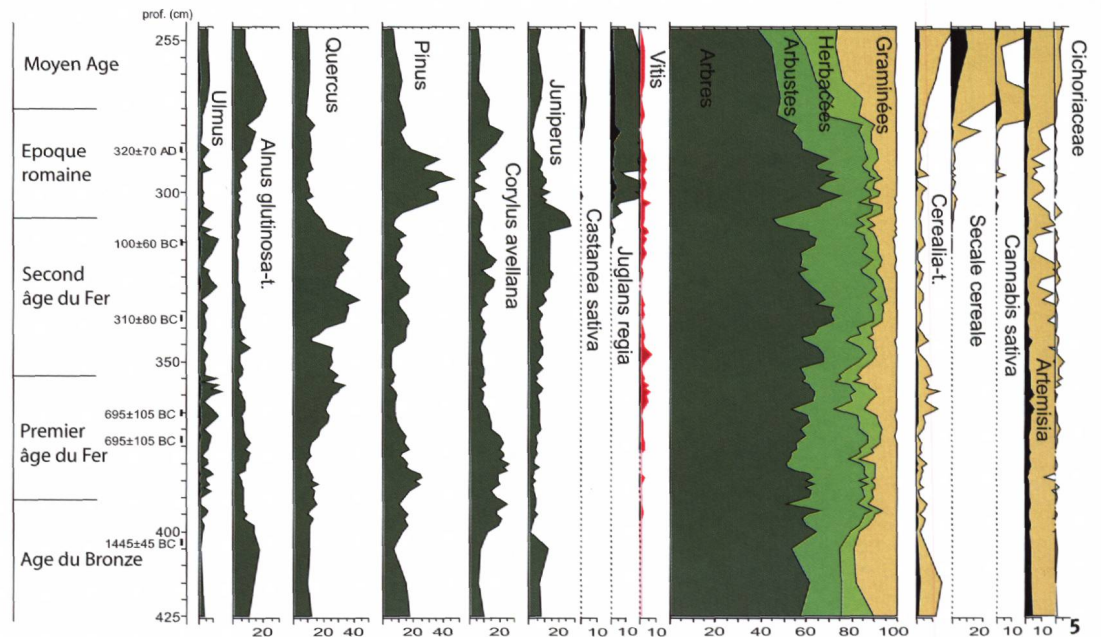 prof. (cm)
255
Moyen Age
Epoque
romaine
320±70 AD
300
100±60 BC
Second
âge du Fer
310±80 BC
350
695±105 BC
Premier
âge du Fer
695±105 BC
400
1445±45 BC
Age du Bronze
425
Ulmus
Alnus glutinosa-t.
Quercus
Pinus
Corylus avellana
Juniperus
Castanea sativa
Juglans regia
Vitis
Arbres
Arbustes
Herbacées
Graminées
Cerealia-t.
Secale cereale
Cannabis sativa
Artemisia
Cichoriaceae
20
20 40
20 40
20
20
10
10
10
20 40 60 80 100
10
10
10
10
10
5